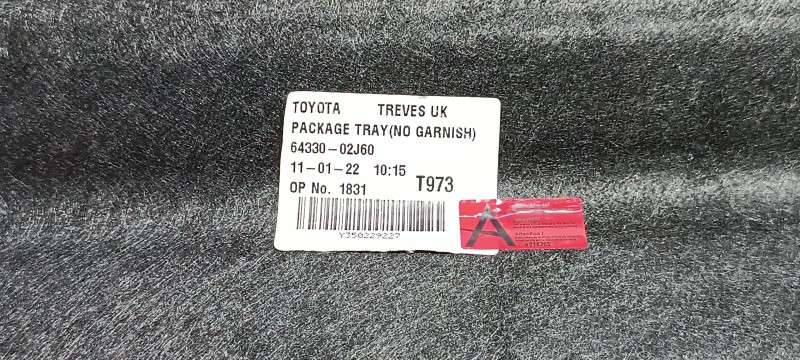 TOYOTA TREVES UK
PACKAGE TRAY(NO GARNISH)
64330-02J60
11-01-22 10:15
OP No. 1831 T973
Y350229227
A
Attention !